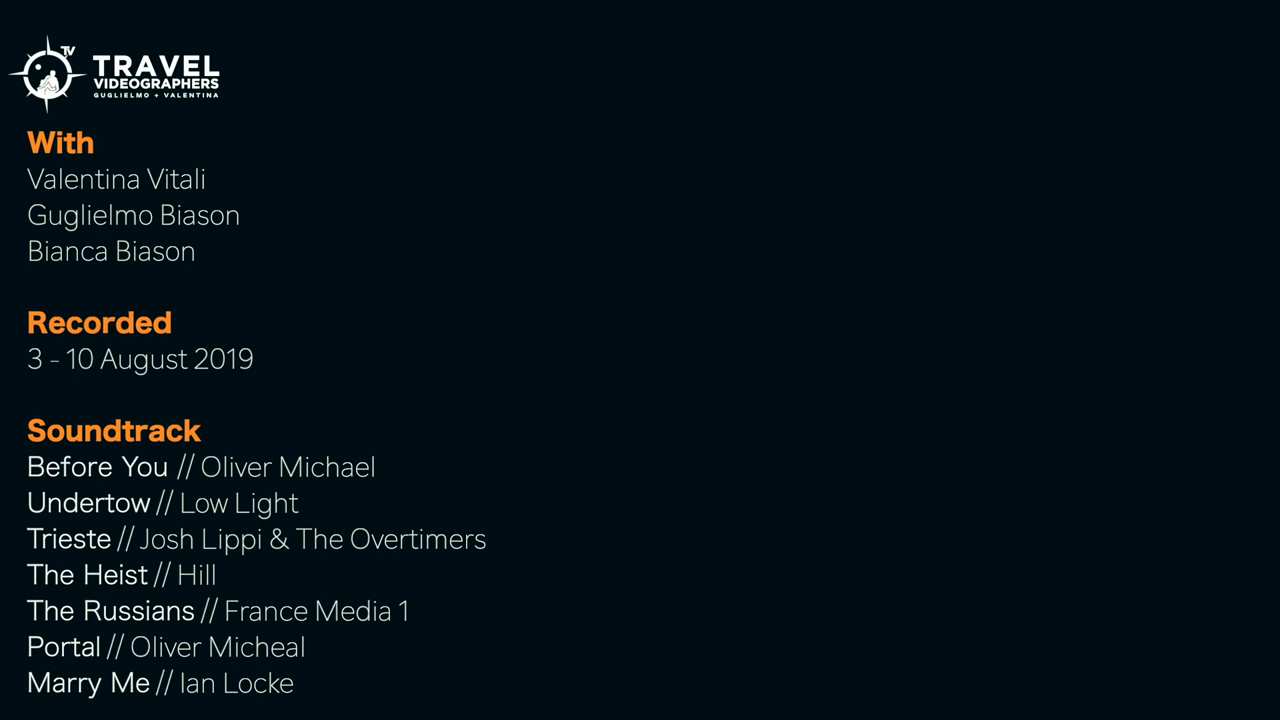 TV
TRAVEL
VIDEOGRAPHERS
GUGLIELMO + VALENTINA
With
Valentina Vitali
Guglielmo Biason
Bianca Biason
Recorded
3 - 10 August 2019
Soundtrack
Before You // Oliver Michael
Undertow // Low Light
Trieste // Josh Lippi & The Overtimers
The Heist // Hill
The Russians // France Media 1
Portal // Oliver Micheal
Marry Me // Ian Locke